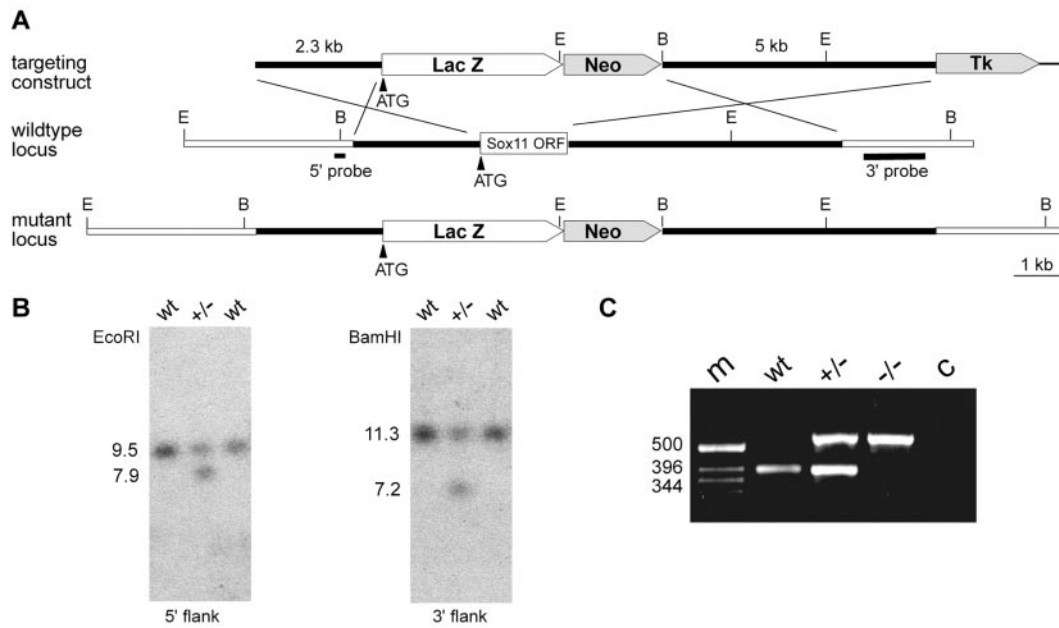 A
targeting construct
2.3 kb
E
B
5 kb
E
Lac Z
Neo
Tk
ATG
wildtype locus
E
B
Sox11 ORF
E
B
5' probe
ATG
3' probe
mutant locus
E
B
E
B
E
B
Lac Z
Neo
ATG
1 kb
B
EcoRI
wt
+/-
wt
9.5
7.9
5' flank
BamHI
wt
+/-
wt
11.3
7.2
3' flank
C
m
wt
+/-
-/-
c
500
396
344